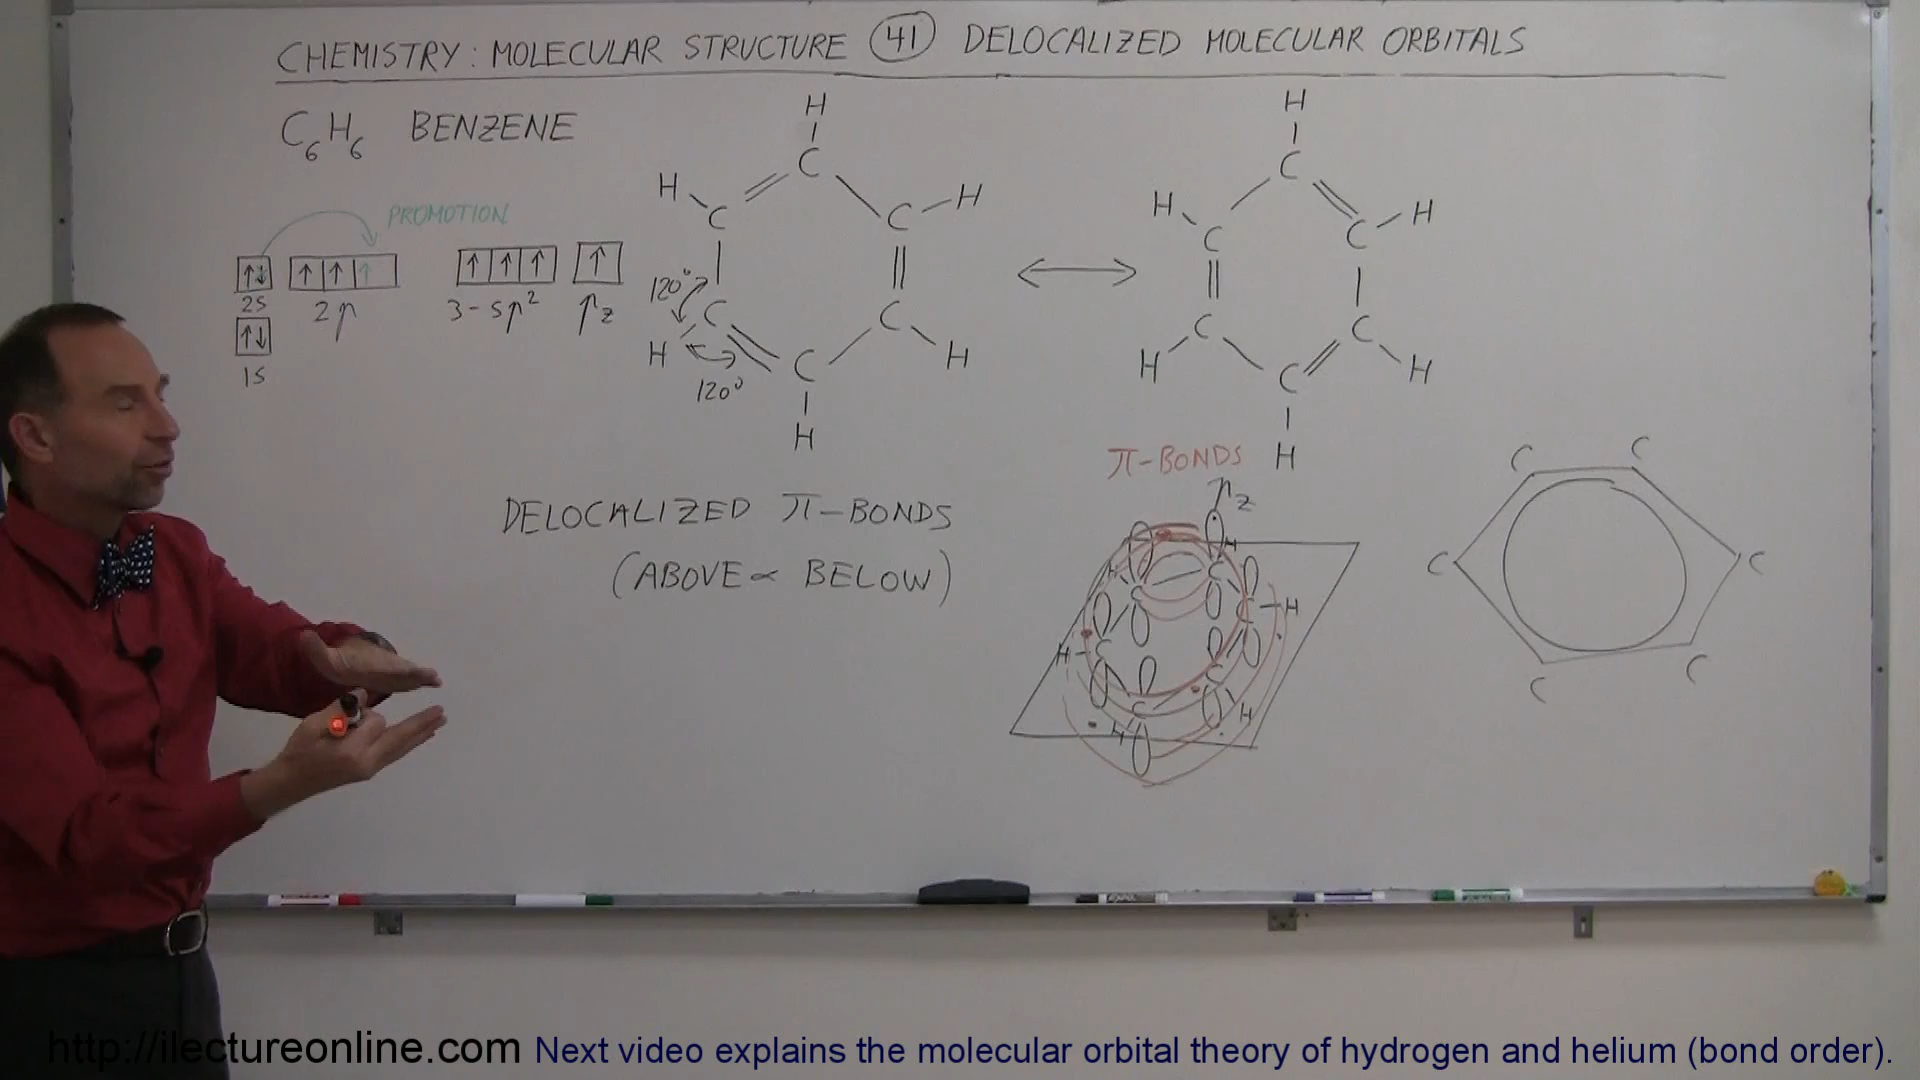 CHEMISTRY: MOLECULAR STRUCTURE 41 DELOCALIZED MOLECULAR ORBITALS
C6H6 BENZENE
PROMOTION
2s 2p 3-sp² pz
1s
H
C
H C C H
120°
H C C H
120°
C
H
H
C
H C C H
H C C H
C
H
DELOCALIZED π-BONDS
(ABOVE & BELOW)
π-BONDS
pz
H
C C
C H
H C C
C H
H
C C
C C
C C
http://ilectureonline.com Next video explains the molecular orbital theory of hydrogen and helium (bond order).